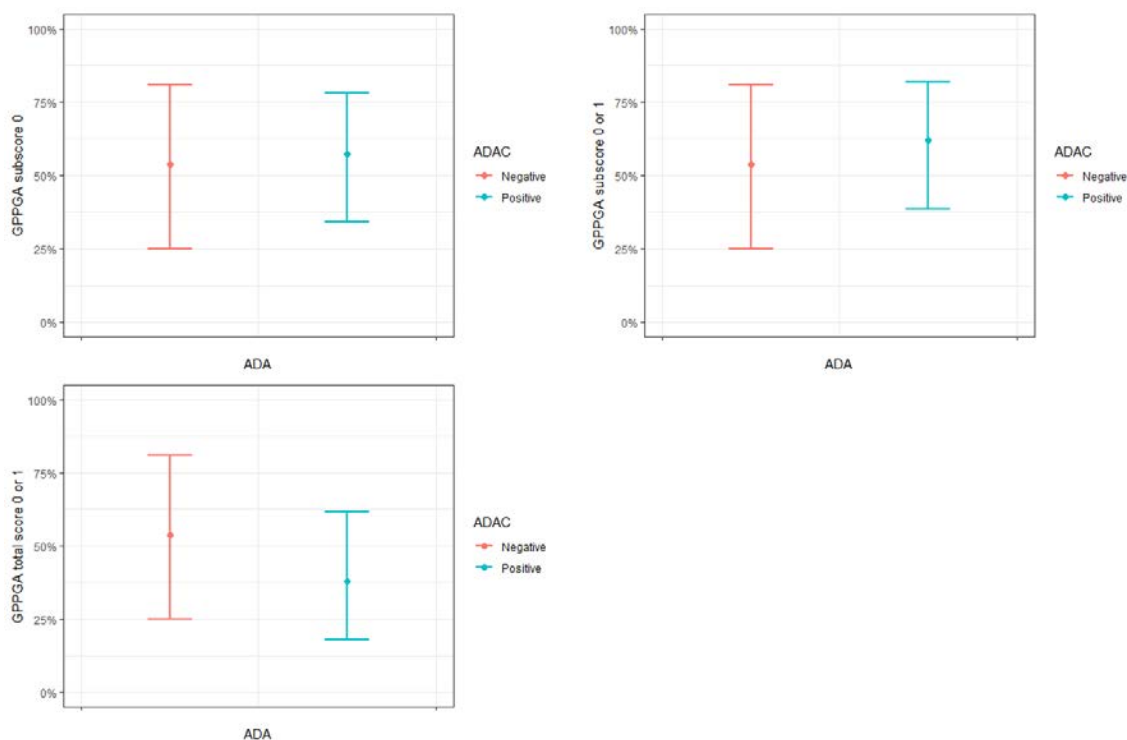 GPPGA subscore 0
100%
75%
50%
25%
0%
ADA
ADAC
Negative
Positive
GPPGA subscore 0 or 1
100%
75%
50%
25%
0%
ADA
ADAC
Negative
Positive
GPPGA total score 0 or 1
100%
75%
50%
25%
0%
ADA
ADAC
Negative
Positive